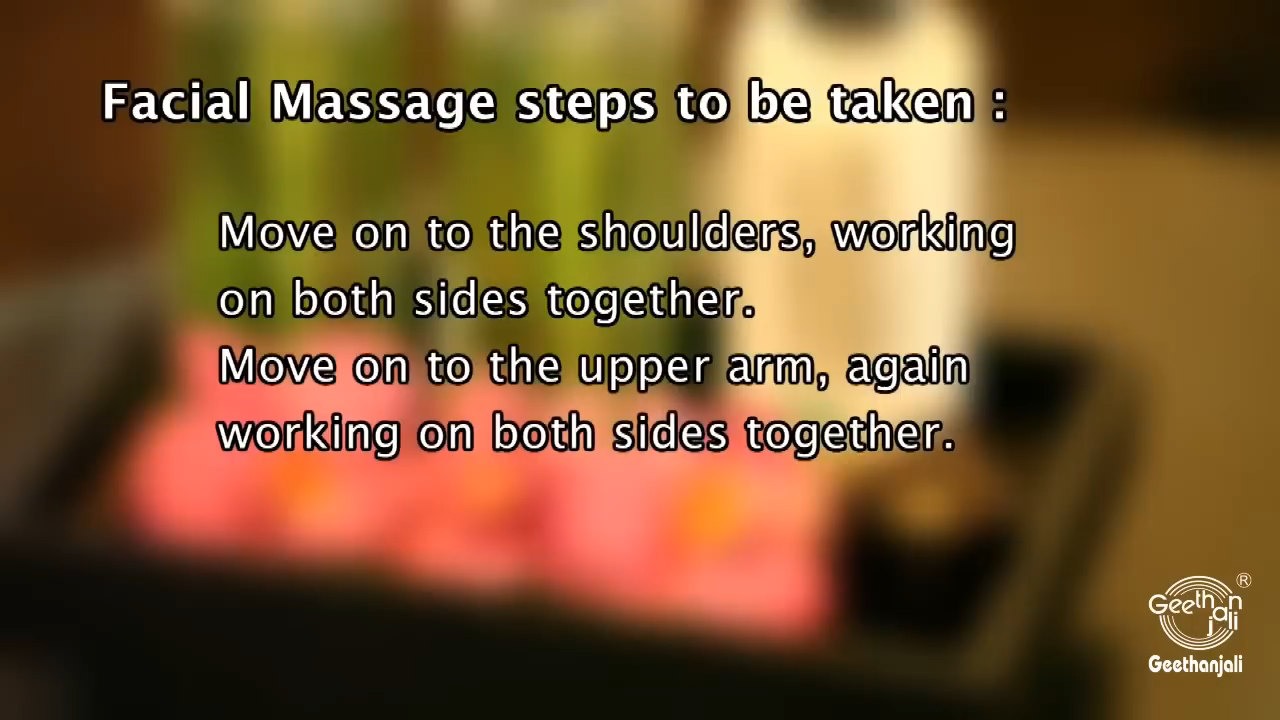 Facial Massage steps to be taken :
Move on to the shoulders, working
on both sides together.
Move on to the upper arm, again
working on both sides together.
Geethanjali
®
Geethanjali